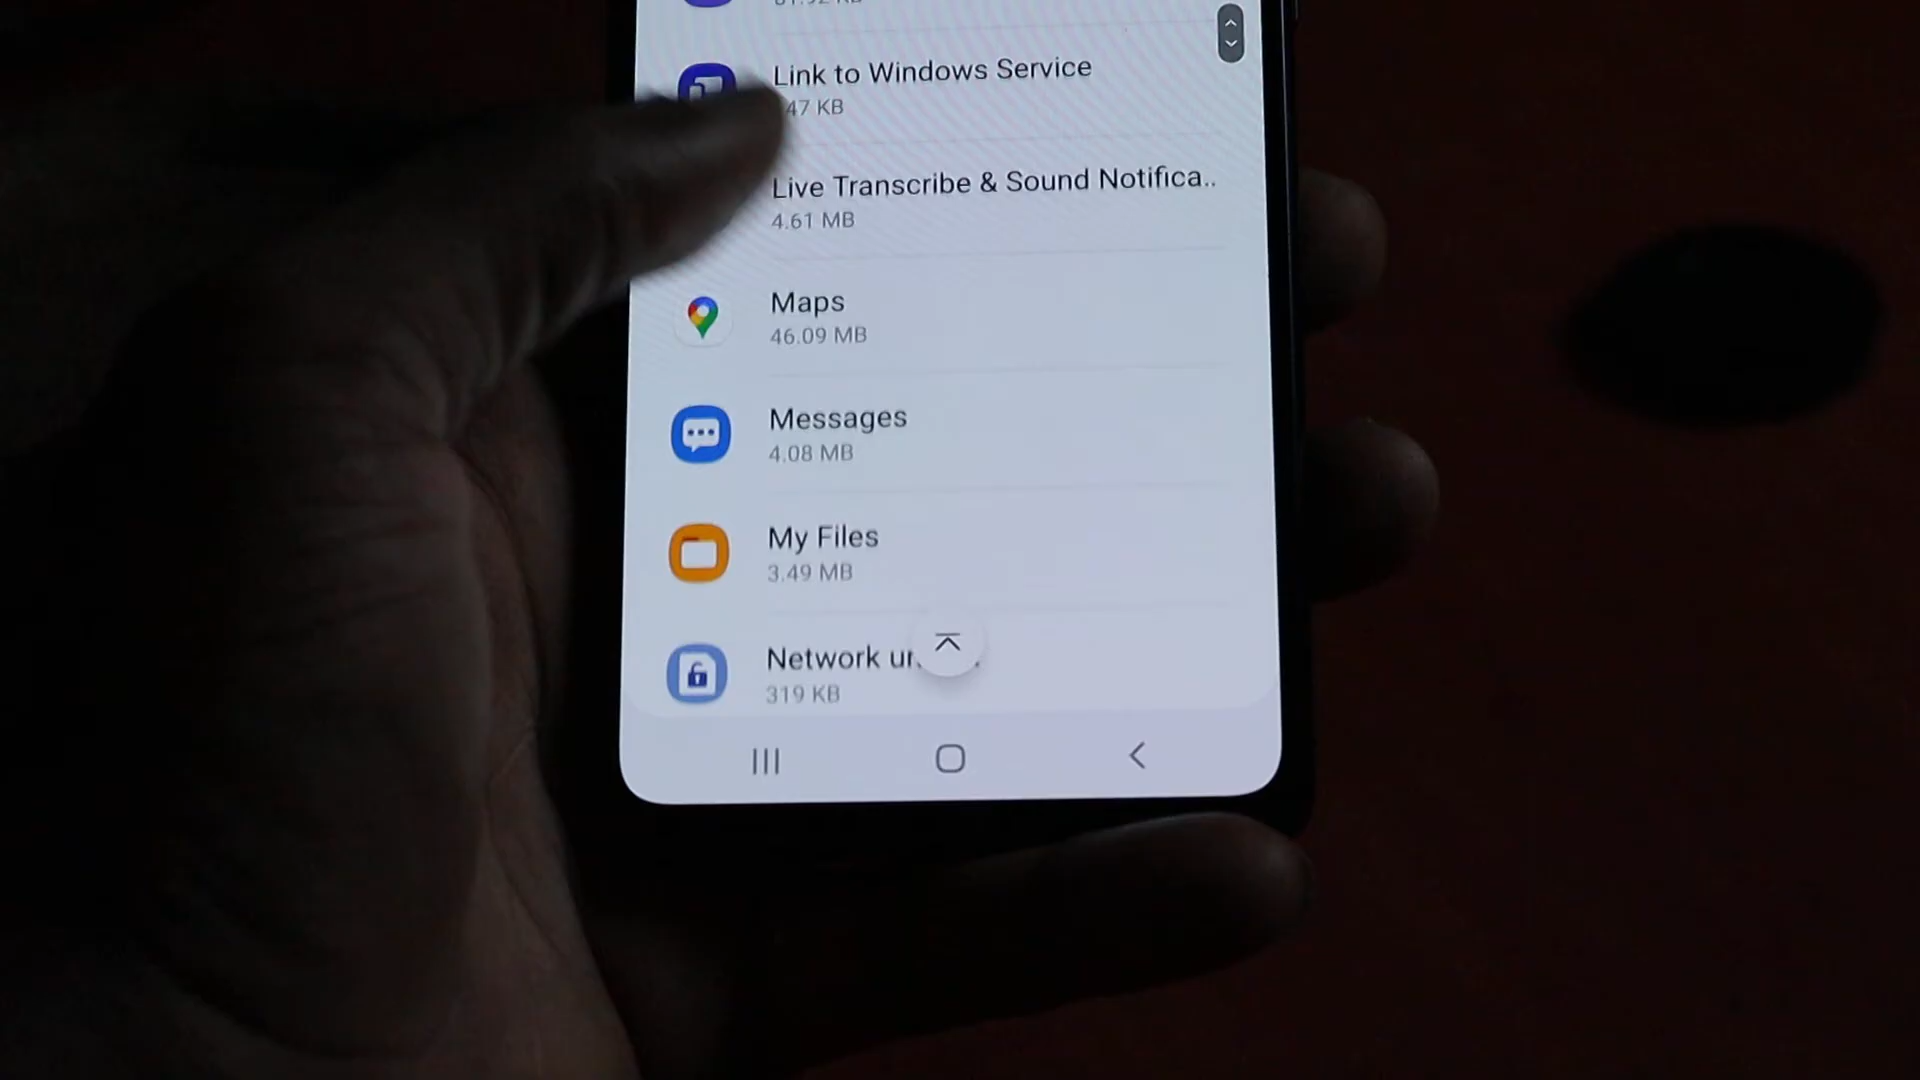 Link to Windows Service
47 KB
Live Transcribe & Sound Notifica..
4.61 MB
Maps
46.09 MB
Messages
4.08 MB
My Files
3.49 MB
Network
319 KB